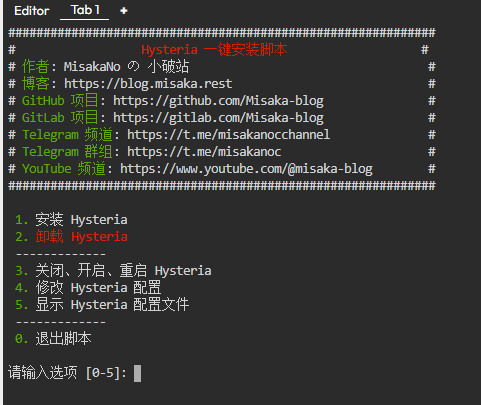 Editor Tab 1 +
############################################################
# Hysteria 一键安装脚本 #
# 作者: MisakaNo の 小破站 #
# 博客: https://blog.misaka.rest #
# GitHub 项目: https://github.com/Misaka-blog #
# GitLab 项目: https://gitlab.com/Misaka-blog #
# Telegram 频道: https://t.me/misakanocchannel #
# Telegram 群组: https://t.me/misakanoc #
# YouTube 频道: https://www.youtube.com/@misaka-blog #
############################################################
1. 安装 Hysteria
2. 卸载 Hysteria
-------------
3. 关闭、开启、重启 Hysteria
4. 修改 Hysteria 配置
5. 显示 Hysteria 配置文件
-------------
0. 退出脚本
请输入选项 [0-5]: